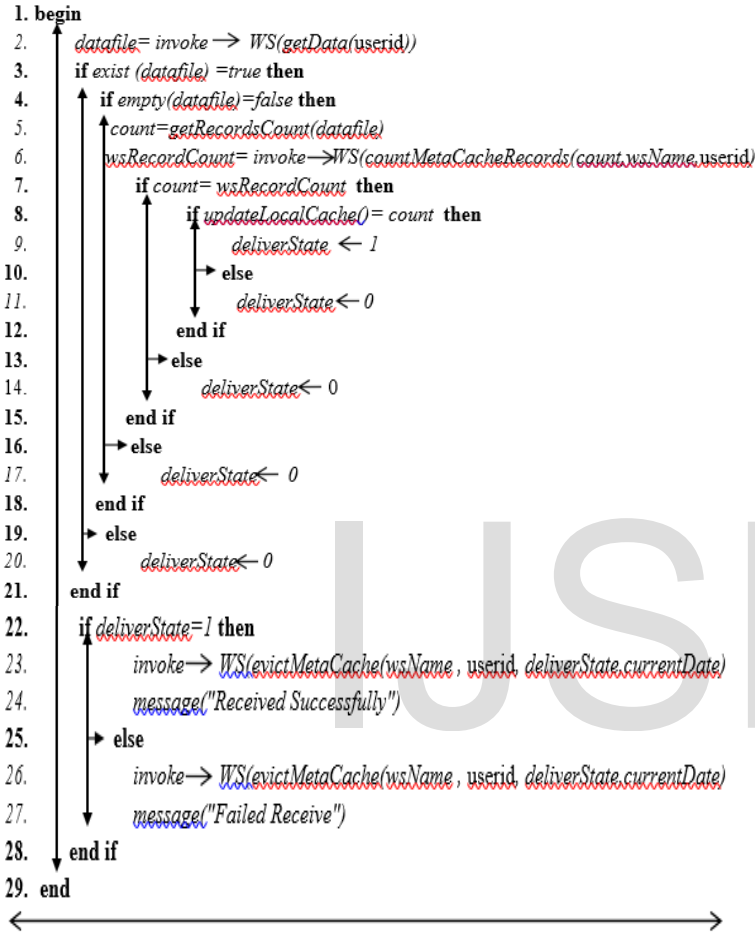 1. begin
2. datafile= invoke → WS(getData(userid))
3. if exist (datafile) =true then
4. if empty(datafile)=false then
5. count=getRecordsCount(datafile)
6. wsRecordCount= invoke→WS(countMetaCacheRecords(count,wsName,userid)
7. if count= wsRecordCount then
8. if updateLocalCache()= count then
9. deliverState ← 1
10. else
11. deliverState← 0
12. end if
13. else
14. deliverState← 0
15. end if
16. else
17. deliverState← 0
18. end if
19. else
20. deliverState← 0
21. end if
22. if deliverState=1 then
23. invoke→ WS(evictMetaCache(wsName , userid, deliverState,currentDate)
24. message("Received Successfully")
25. else
26. invoke→ WS(evictMetaCache(wsName , userid, deliverState,currentDate)
27. message("Failed Receive")
28. end if
29. end
IJS